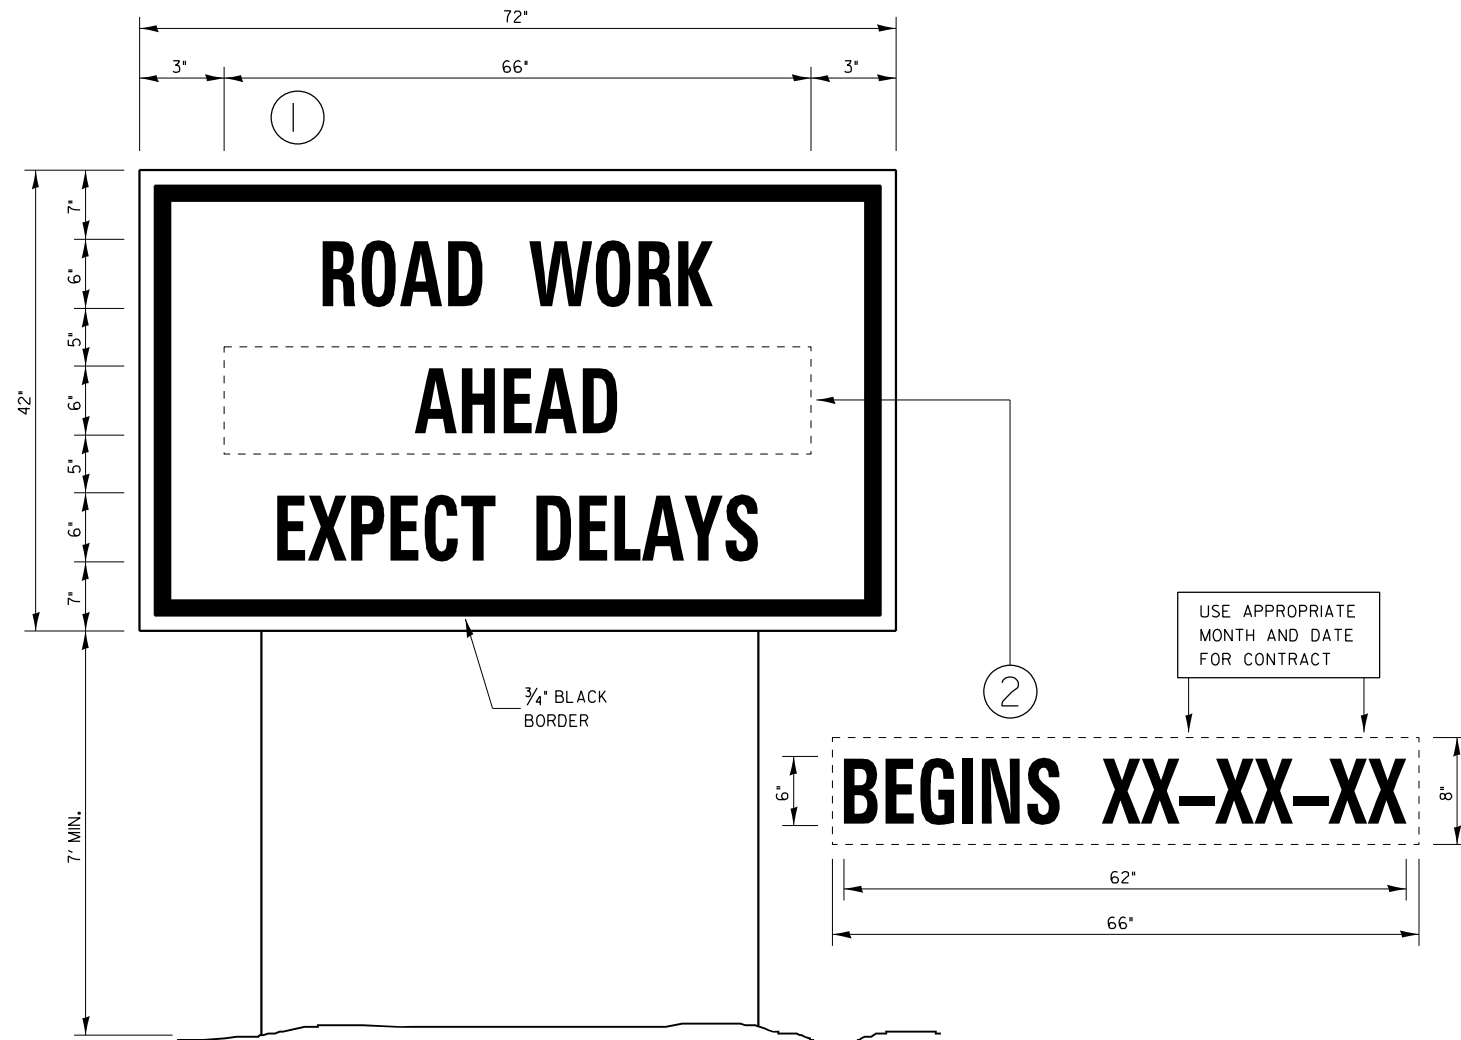 72"
3" 66" 3"
1
7"
6"
5"
6"
5"
6"
7"
42"
7' MIN.
ROAD WORK
AHEAD
EXPECT DELAYS
3/4" BLACK
BORDER
2
USE APPROPRIATE
MONTH AND DATE
FOR CONTRACT
6"
BEGINS XX-XX-XX
8"
62"
66"